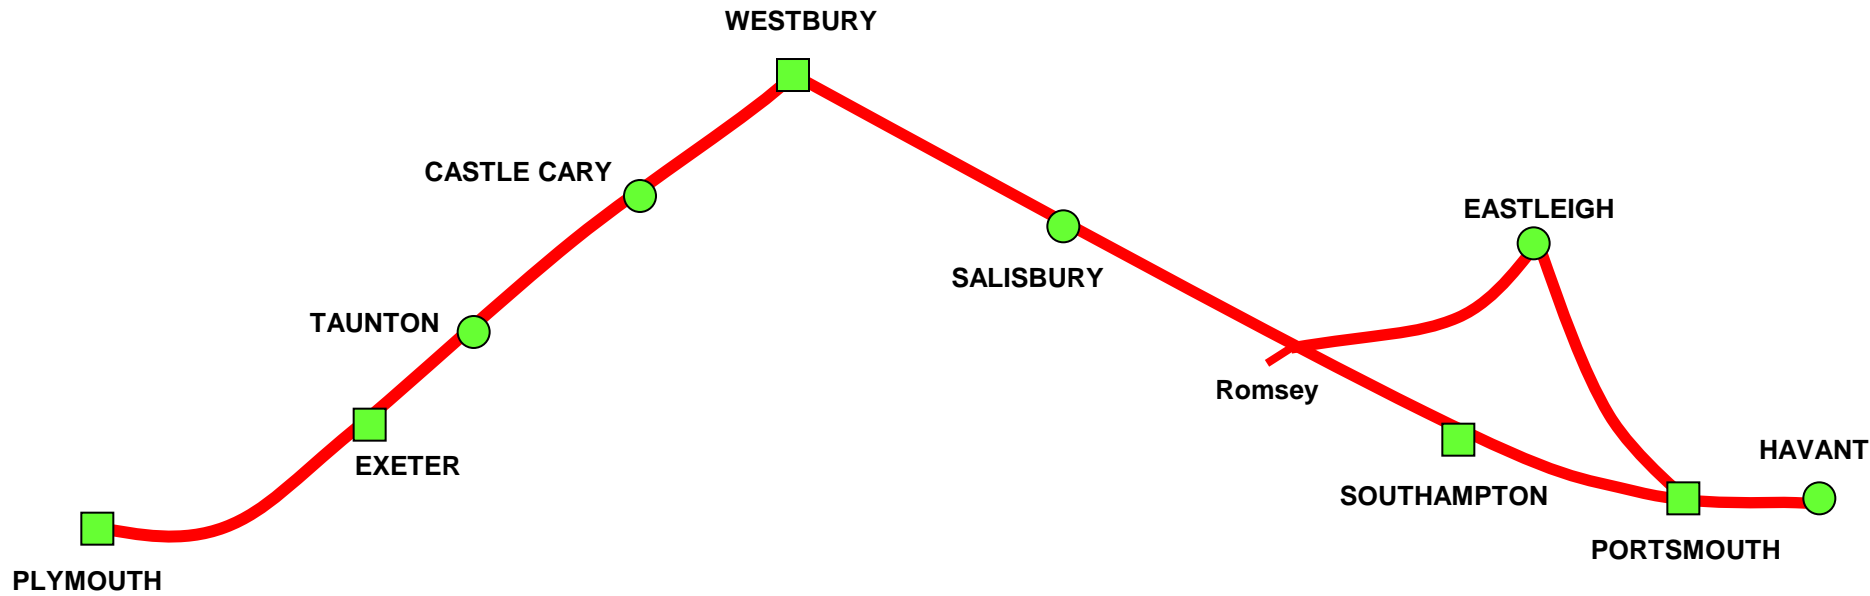 WESTBURY
CASTLE CARY
EASTLEIGH
SALISBURY
TAUNTON
Romsey
HAVANT
EXETER
SOUTHAMPTON
PORTSMOUTH
PLYMOUTH